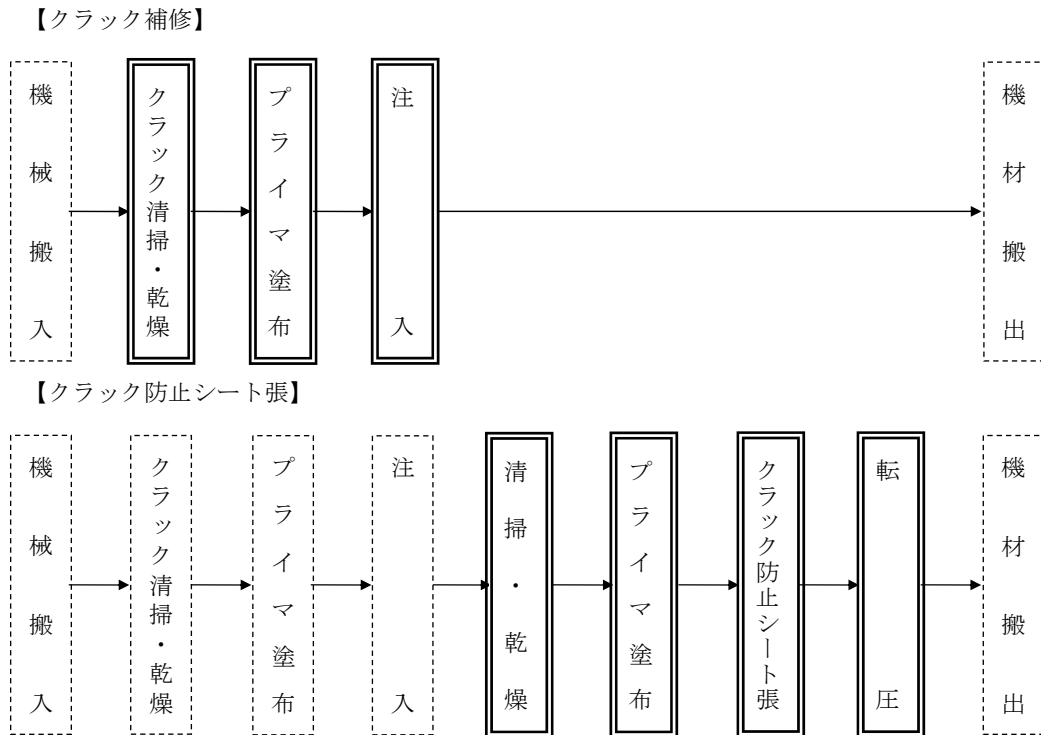 【クラック補修】
機械搬入
クラック清掃・乾燥
プライマ塗布
注入
機材搬出
【クラック防止シート張】
機械搬入
クラック清掃・乾燥
プライマ塗布
注入
清掃・乾燥
プライマ塗布
クラック防止シート張
転圧
機材搬出